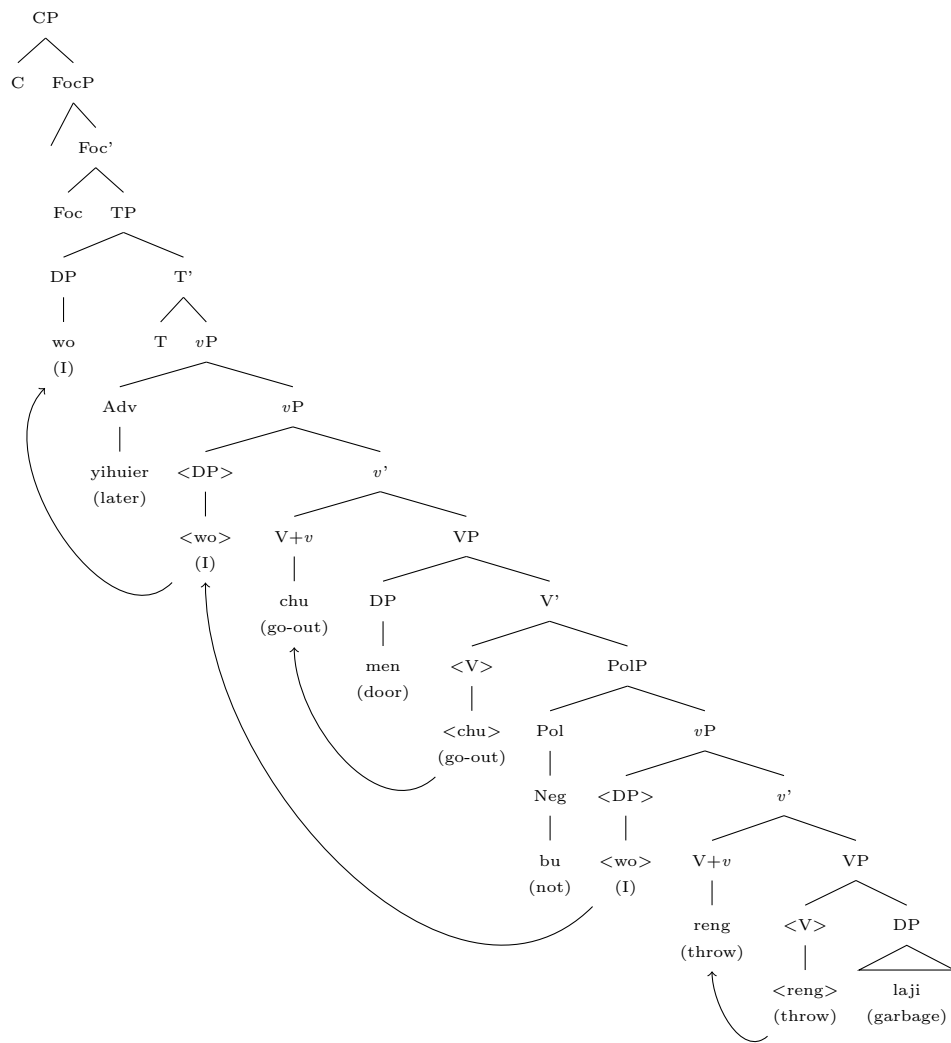 CP
C FocP
Foc'
Foc TP
DP T'
wo T vP
(I)
Adv vP
yihuier <DP> v'
(later)
<wo> V+v VP
(I)
chu DP V'
(go-out)
men <V> PolP
(door)
<chu> Pol vP
(go-out)
Neg <DP> v'
bu <wo> V+v VP
(not) (I)
reng <V> DP
(throw)
<reng> laji
(throw) (garbage)